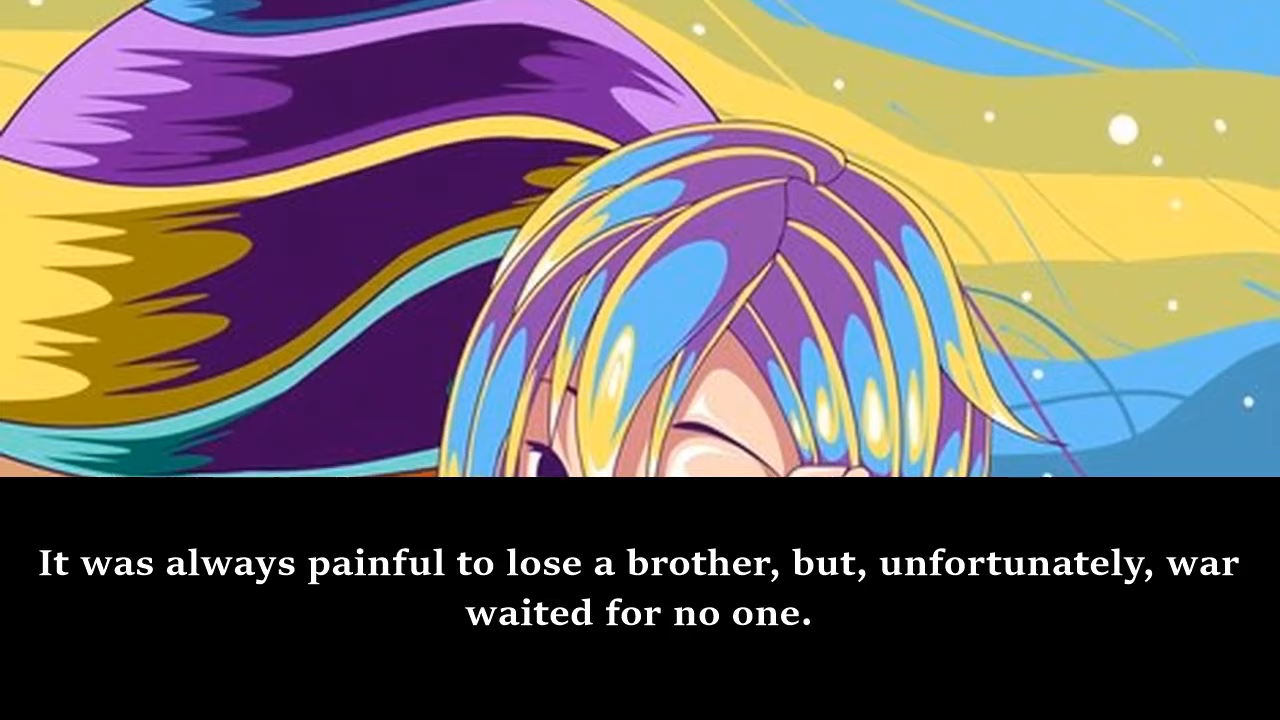 It was always painful to lose a brother, but, unfortunately, war
waited for no one.